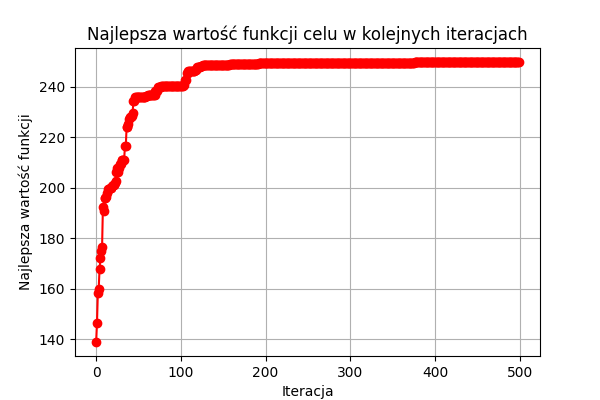 Najlepsza wartość funkcji celu w kolejnych iteracjach
Najlepsza wartość funkcji
240
220
200
180
160
140
0 100 200 300 400 500
Iteracja